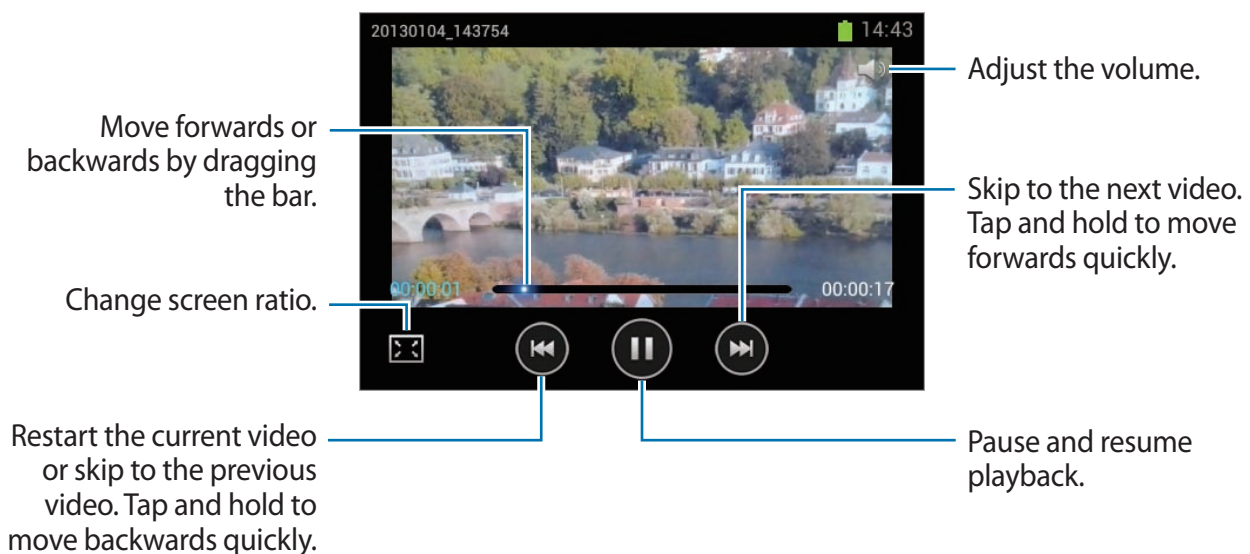 20130104_143754
14:43
Adjust the volume.
Move forwards or
backwards by dragging
the bar.
Skip to the next video.
Tap and hold to move
forwards quickly.
00:00:01
00:00:17
Change screen ratio.
Restart the current video
or skip to the previous
video. Tap and hold to
move backwards quickly.
Pause and resume
playback.